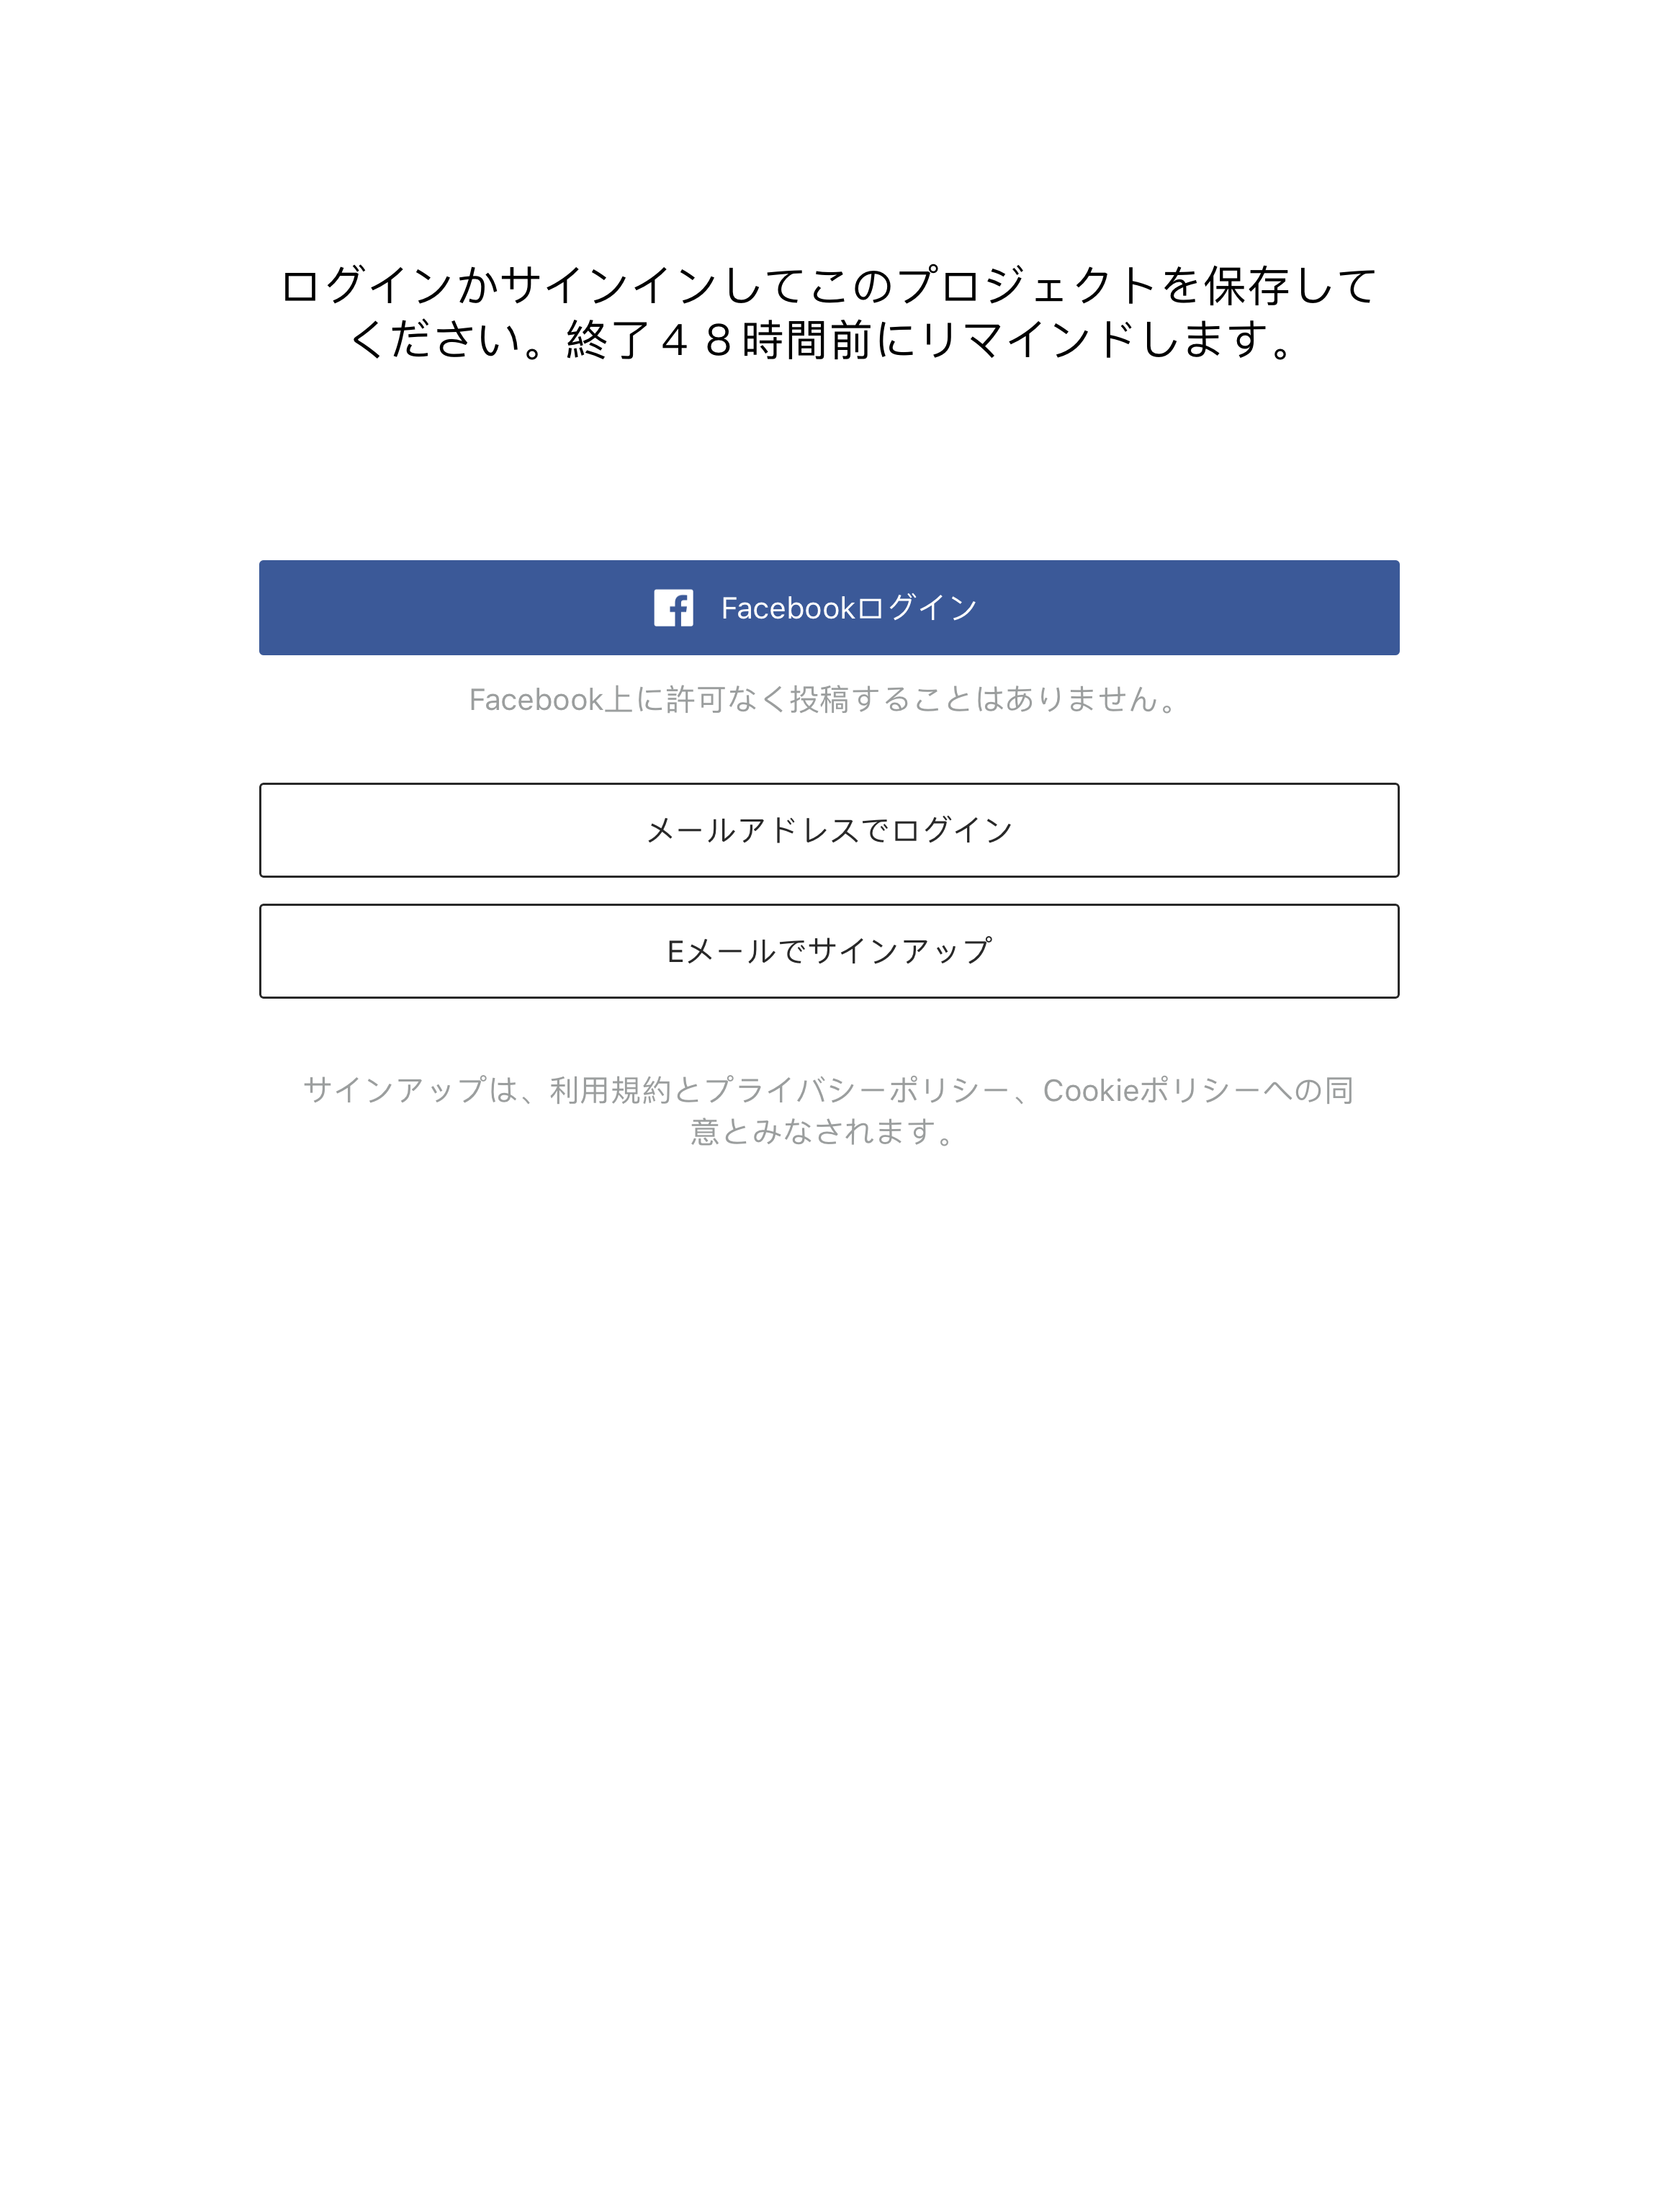 ログインかサインインしてこのプロジェクトを保存して
ください。終了４８時間前にリマインドします。
Facebookログイン
Facebook上に許可なく投稿することはありません。
メールアドレスでログイン
Eメールでサインアップ
サインアップは、利用規約とプライバシーポリシー、Cookieポリシーへの同
意とみなされます。